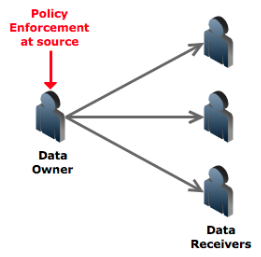 Policy
Enforcement
at source
Data
Owner
Data
Receivers